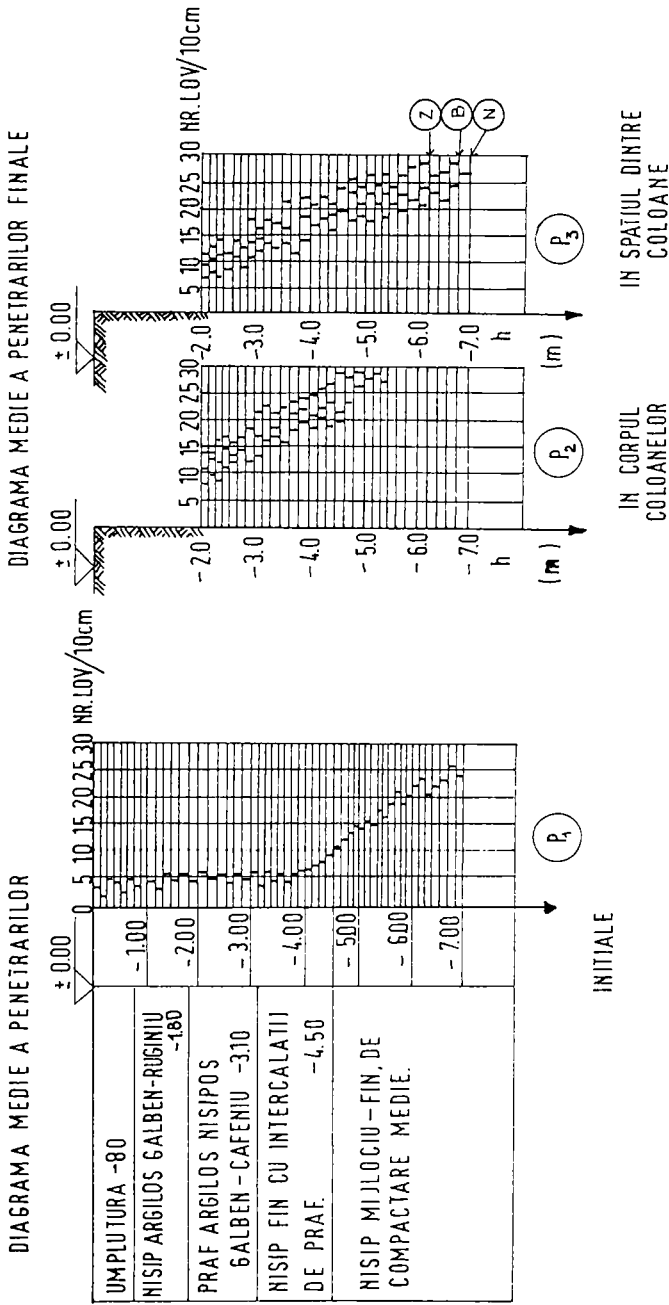 DIAGRAMA MEDIE A PENETRARILOR
± 0.00
UMPLUTURA -80
NISIP ARGILOS GALBEN-RUGINIU
-1.80
PRAF ARGILOS NISIPOS
GALBEN-CAFENIU -3.10
NISIP FIN CU INTERCALATII
DE PRAF. -4.50
NISIP MIJLOCIU-FIN, DE
COMPACTARE MEDIE.
- 1.00
- 2.00
- 3.00
- 4.00
- 500
- 600
- 7.00
0 5 10 15 20 25 30 NR.LOV/10cm
P1
INITIALE
DIAGRAMA MEDIE A PENETRARILOR FINALE
± 0.00
5 10 15 20 25 30
- 2.0
- 3.0
- 4.0
- 5.0
- 6.0
- 7.0
h
(m)
P2
IN CORPUL
COLOANELOR
± 0.00
5 10 15 20 25 30 NR.LOV/10cm
- 2.0
- 3.0
- 4.0
- 5.0
- 6.0
- 7.0
h
(m)
Z
B
N
P3
IN SPATIUL DINTRE
COLOANE